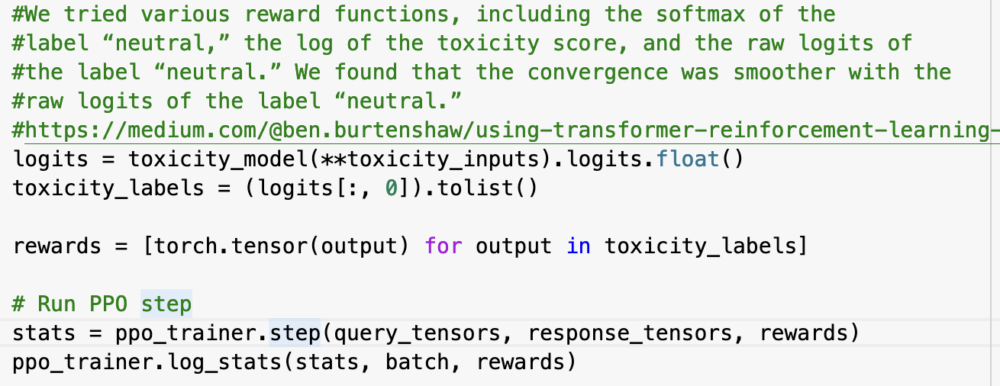 #We tried various reward functions, including the softmax of the
#label “neutral,” the log of the toxicity score, and the raw logits of
#the label “neutral.” We found that the convergence was smoother with the
#raw logits of the label “neutral.”
#https://medium.com/@ben.burtenshaw/using-transformer-reinforcement-learning-
logits = toxicity_model(**toxicity_inputs).logits.float()
toxicity_labels = (logits[:, 0]).tolist()
rewards = [torch.tensor(output) for output in toxicity_labels]
# Run PPO step
stats = ppo_trainer.step(query_tensors, response_tensors, rewards)
ppo_trainer.log_stats(stats, batch, rewards)